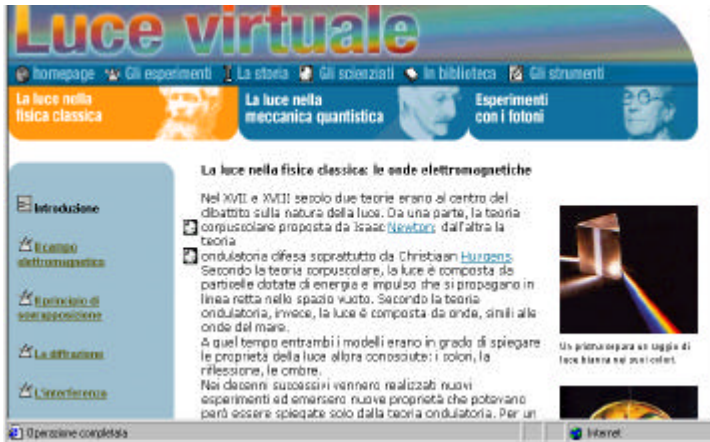 Luce virtuale
homepage Gli esperimenti La storia Gli scienziati In biblioteca Gli strumenti
La luce nella
fisica classica
La luce nella
meccanica quantistica
Esperimenti
con i fotoni
Introduzione
Il campo
elettromagnetico
Il principio di
sovrapposizione
La diffrazione
L'interferenza
La luce nella fisica classica: le onde elettromagnetiche
Nel XVII e XVIII secolo due teorie erano al centro del
dibattito sulla natura della luce. Da una parte, la teoria
corpuscolare proposta da Isaac Newton; dall'altra la
teoria
ondulatoria difesa soprattutto da Christiaan Huygens.
Secondo la teoria corpuscolare, la luce è composta da
particelle dotate di energia e impulso che si propagano in
linea retta nello spazio vuoto. Secondo la teoria
ondulatoria, invece, la luce è composta da onde, simili alle
onde del mare.
A quel tempo entrambi i modelli erano in grado di spiegare
le proprietà della luce allora conosciute: i colori, la
riflessione, le ombre.
Nei decenni successivi vennero realizzati nuovi
esperimenti ed emersero nuove proprietà che potevano
però essere spiegate solo dalla teoria ondulatoria. Per un
Un prisma separa un raggio di
luce bianca nei suoi colori.
Operazione completata
Internet